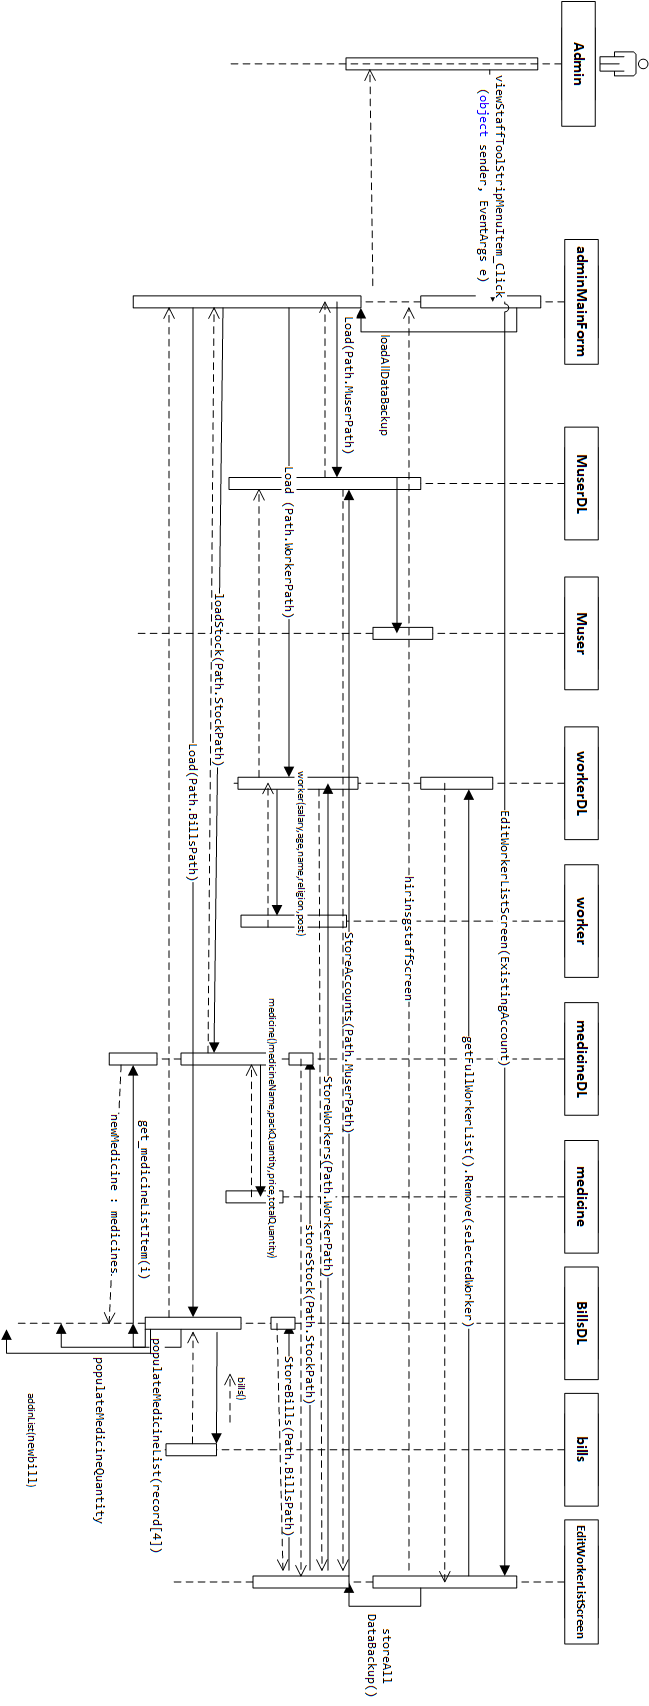 Admin
adminMainForm
MuserDL
Muser
workerDL
worker
medicineDL
medicine
BillsDL
bills
EditWorkerListScreen
viewStaffToolStripMenuItem_Click
(object sender, EventArgs e)
EditWorkerListScreen(ExistingAccount)
getFullWorkerList().Remove(selectedWorker)
hirinsgstaffScreen
loadAllDataBackup
storeAll
DataBackup()
Load(Path.MuserPath)
StoreAccounts(Path.MuserPath)
StoreWorkers(Path.WorkerPath)
storeStock(Path.StockPath)
worker(salary,age,name,religion,post)
Load (Path.WorkerPath)
StoreBills(Path.BillsPath)
medicine()medicineName,packQuantity,price,totalQuantity)
bills()
loadStock(Path.StockPath)
Load(Path.BillsPath)
populateMedicineList(record[4])
get_medicineListItem(i)
newMedicine : medicines
populateMedicineQuantity
addinList(newbill)